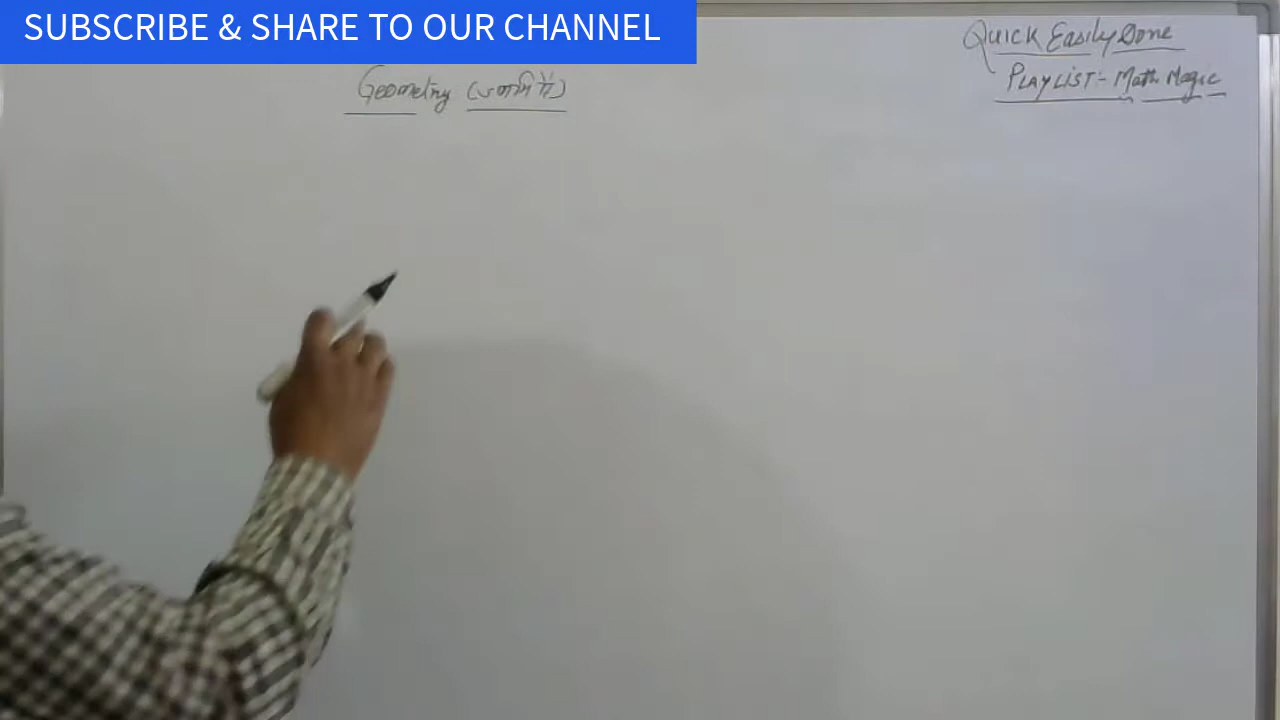 SUBSCRIBE & SHARE TO OUR CHANNEL
Quick Easily Done
PLAYLIST:- Math Magic
Geometry (ज्यामिति)